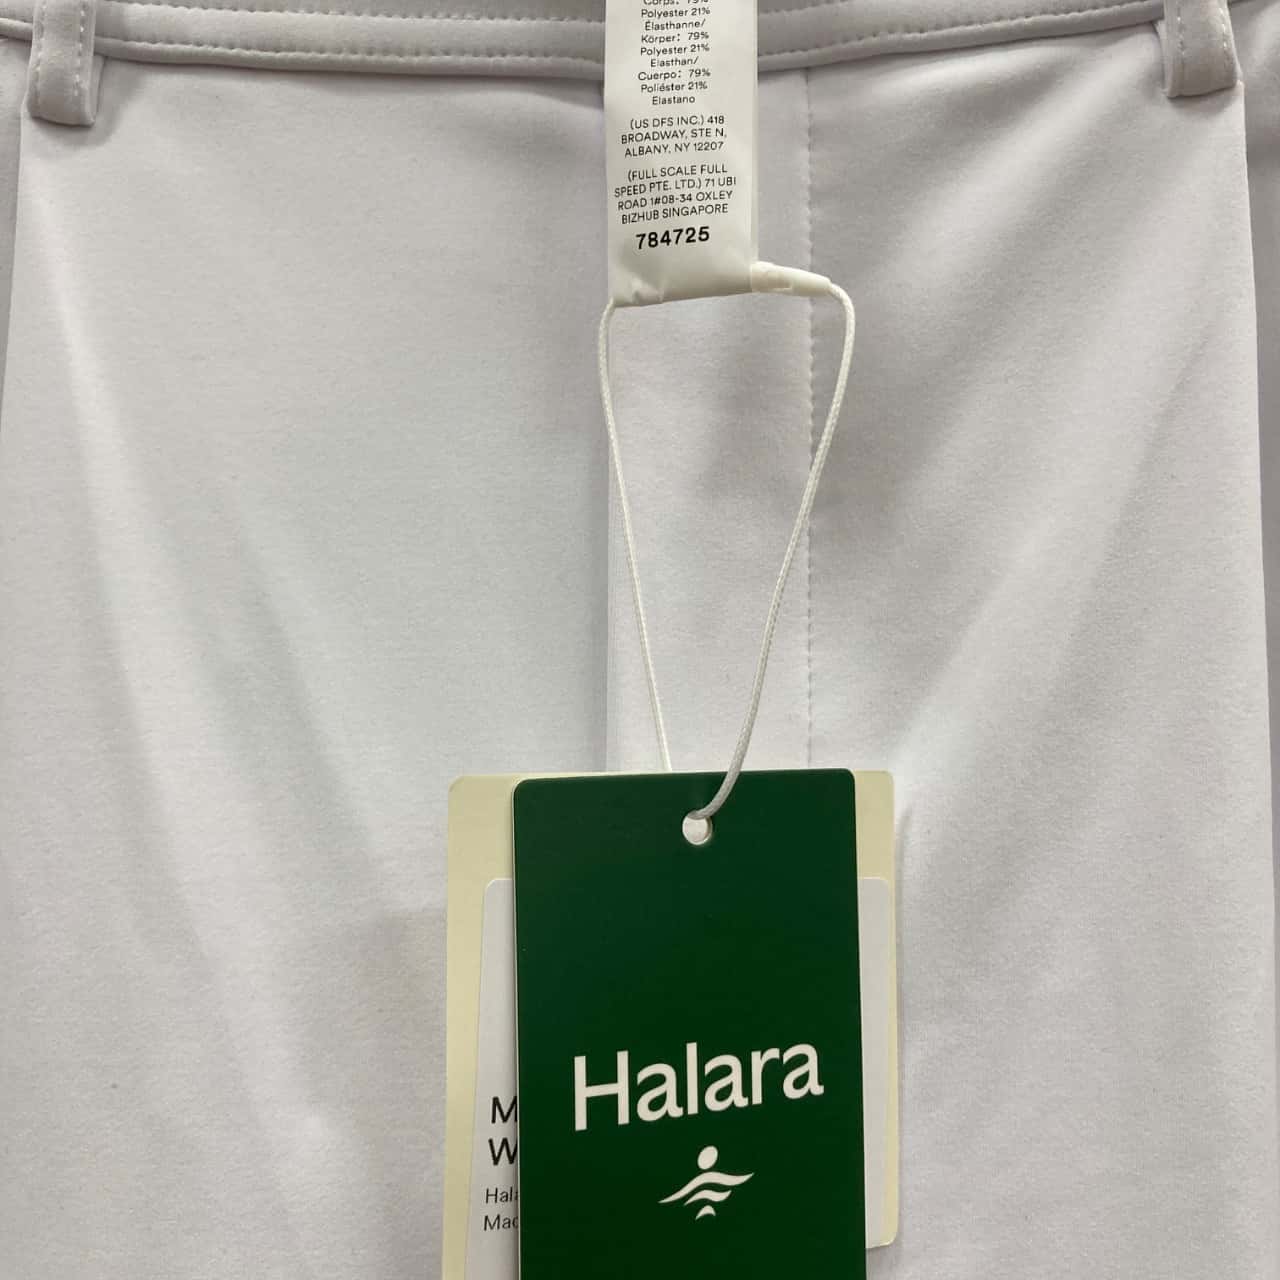 Corps: 79%
Polyester 21%
Élasthanne/
Körper: 79%
Polyester 21%
Elasthan/
Cuerpo: 79%
Poliéster 21%
Elastano
(US DFS INC.) 418
BROADWAY, STE N,
ALBANY, NY 12207
(FULL SCALE FULL
SPEED PTE. LTD.) 71 UBI
ROAD 1#08-34 OXLEY
BIZHUB SINGAPORE
784725
Halara